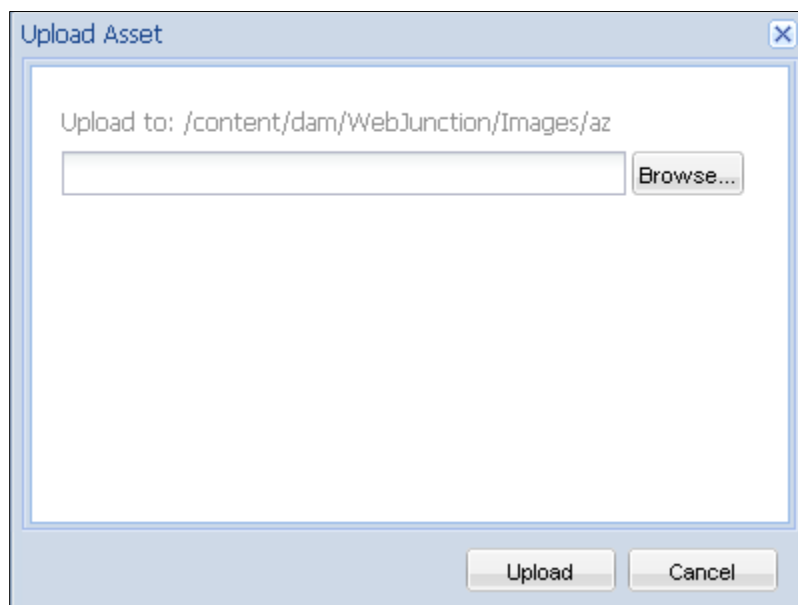 Upload Asset
Upload to: /content/dam/WebJunction/Images/az
Browse...
Upload
Cancel